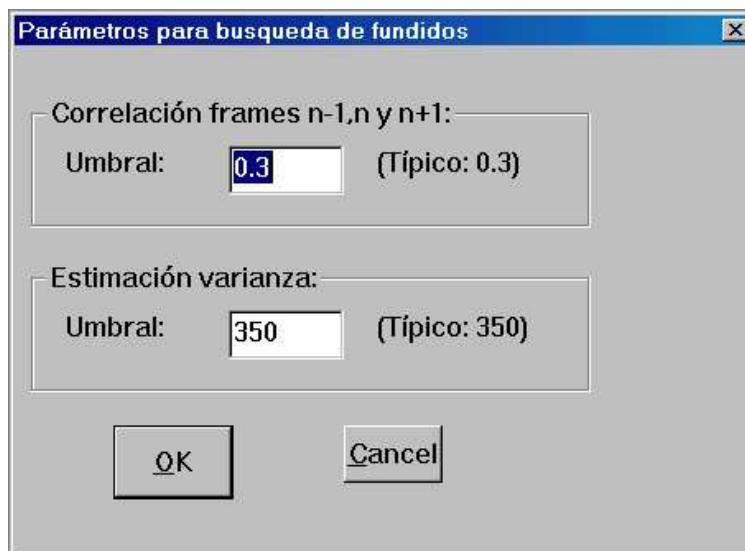 Parámetros para busqueda de fundidos
Correlación frames n-1,n y n+1:
Umbral: 0.3 (Típico: 0.3)
Estimación varianza:
Umbral: 350 (Típico: 350)
OK Cancel